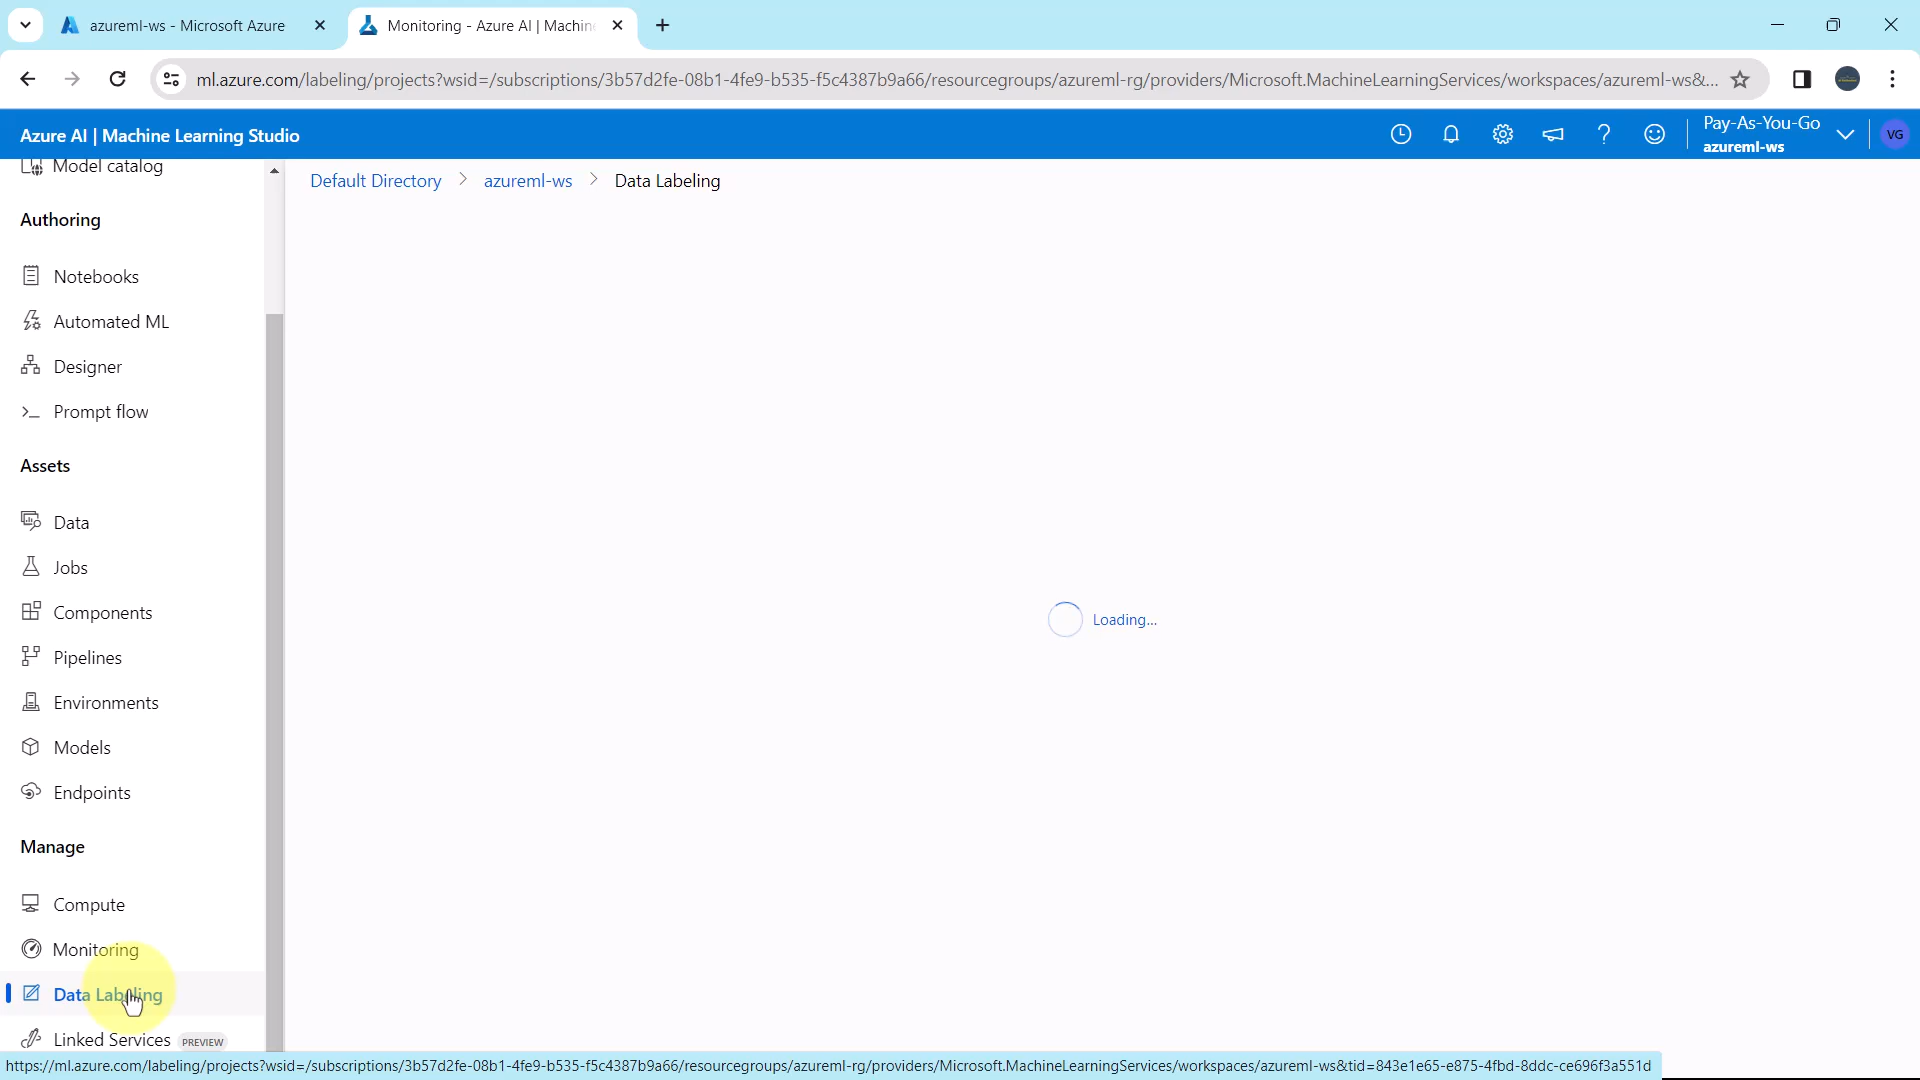 azureml-ws - Microsoft Azure
Monitoring - Azure AI | Machin
ml.azure.com/labeling/projects?wsid=/subscriptions/3b57d2fe-08b1-4fe9-b535-f5c4387b9a66/resourcegroups/azureml-rg/providers/Microsoft.MachineLearningServices/workspaces/azureml-ws&...
Azure AI | Machine Learning Studio
Pay-As-You-Go
azureml-ws
VG
Default Directory > azureml-ws > Data Labeling
Model catalog
Authoring
Notebooks
Automated ML
Designer
Prompt flow
Assets
Data
Jobs
Components
Pipelines
Environments
Models
Endpoints
Manage
Compute
Monitoring
Data Labeling
Linked Services PREVIEW
Loading...
https://ml.azure.com/labeling/projects?wsid=/subscriptions/3b57d2fe-08b1-4fe9-b535-f5c4387b9a66/resourcegroups/azureml-rg/providers/Microsoft.MachineLearningServices/workspaces/azureml-ws&tid=843e1e65-e875-4fbd-8ddc-ce696f3a551d